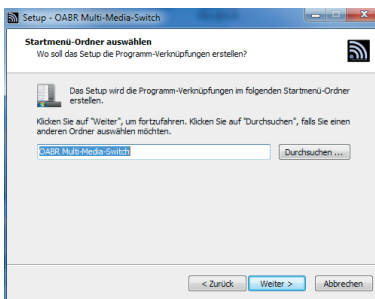 Setup - OABR Multi-Media-Switch
Startmenü-Ordner auswählen
Wo soll das Setup die Programm-Verknüpfungen erstellen?
Das Setup wird die Programm-Verknüpfungen im folgenden Startmenü-Ordner
erstellen.
Klicken Sie auf "Weiter", um fortzufahren. Klicken Sie auf "Durchsuchen", falls Sie einen
anderen Ordner auswählen möchten.
OABR Multi-Media-Switch
Durchsuchen ...
< Zurück
Weiter >
Abbrechen